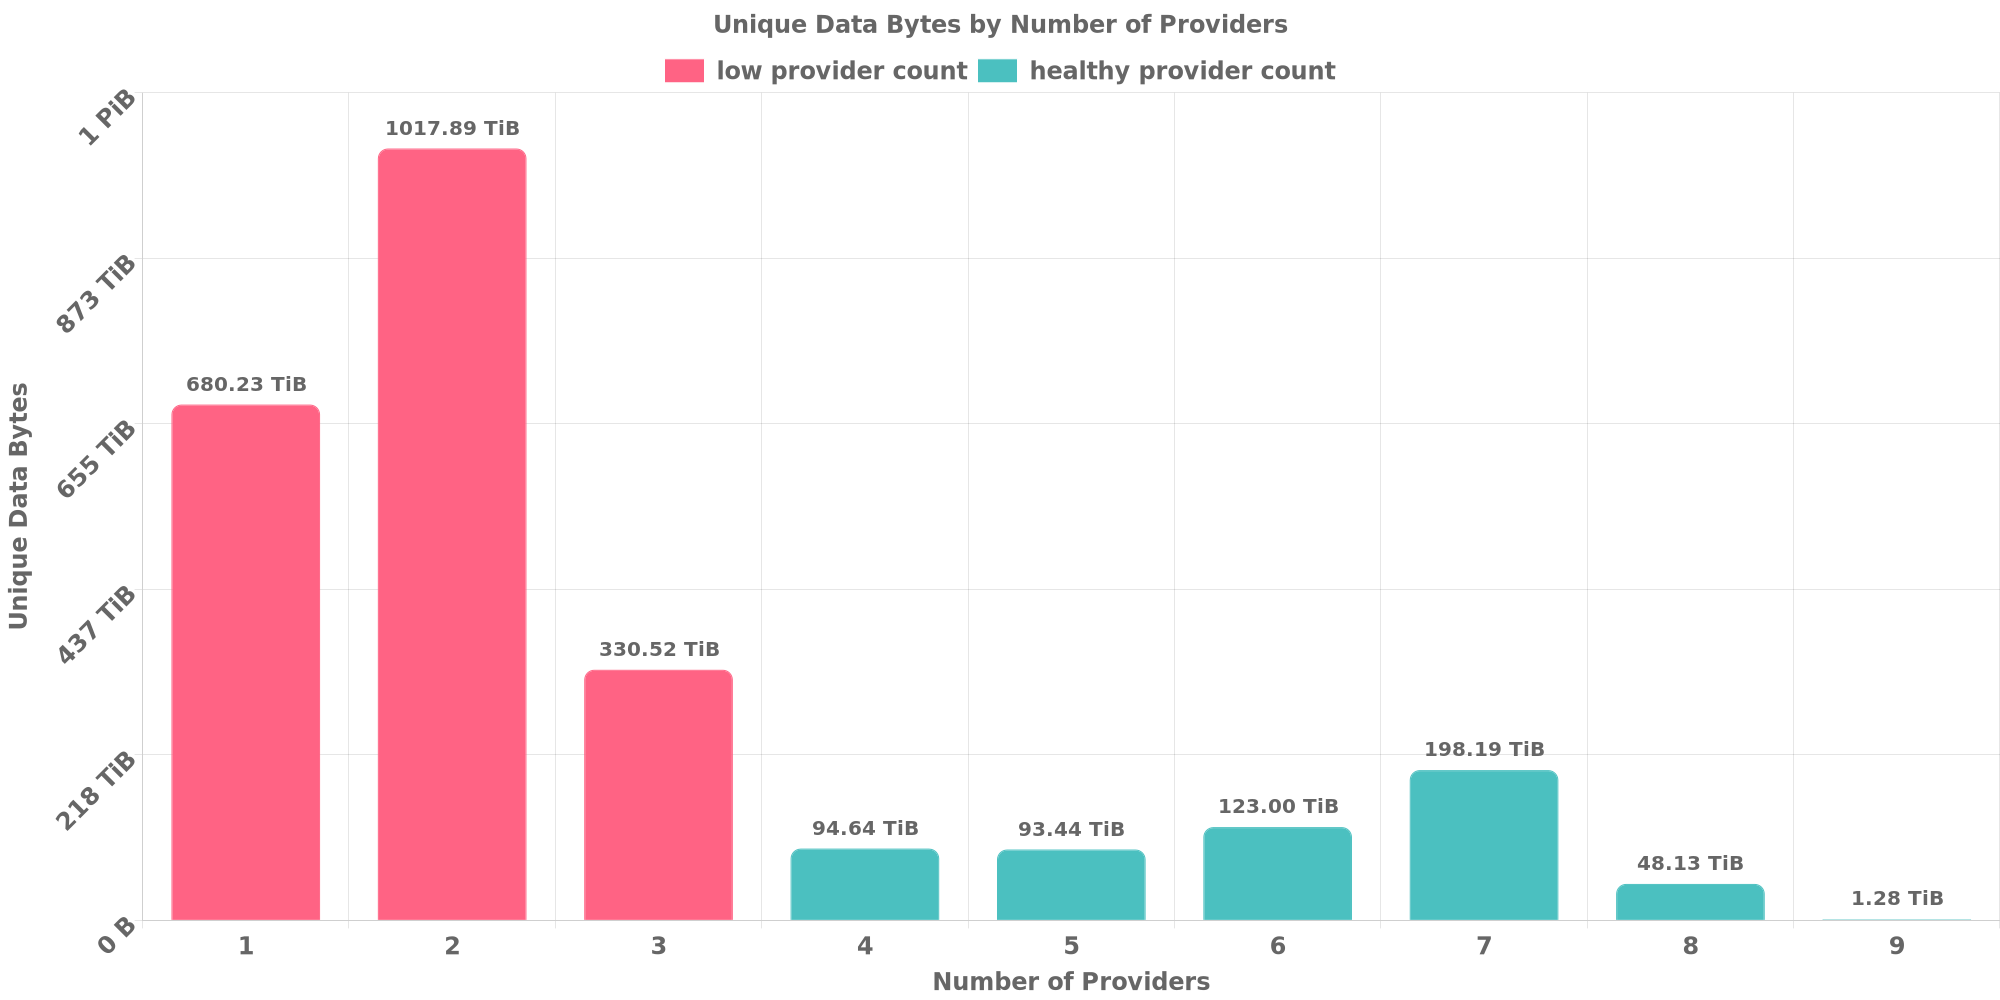 Unique Data Bytes by Number of Providers
low provider count healthy provider count
Unique Data Bytes
1 PiB
873 TiB
655 TiB
437 TiB
218 TiB
0 B
680.23 TiB
1017.89 TiB
330.52 TiB
94.64 TiB
93.44 TiB
123.00 TiB
198.19 TiB
48.13 TiB
1.28 TiB
1 2 3 4 5 6 7 8 9
Number of Providers